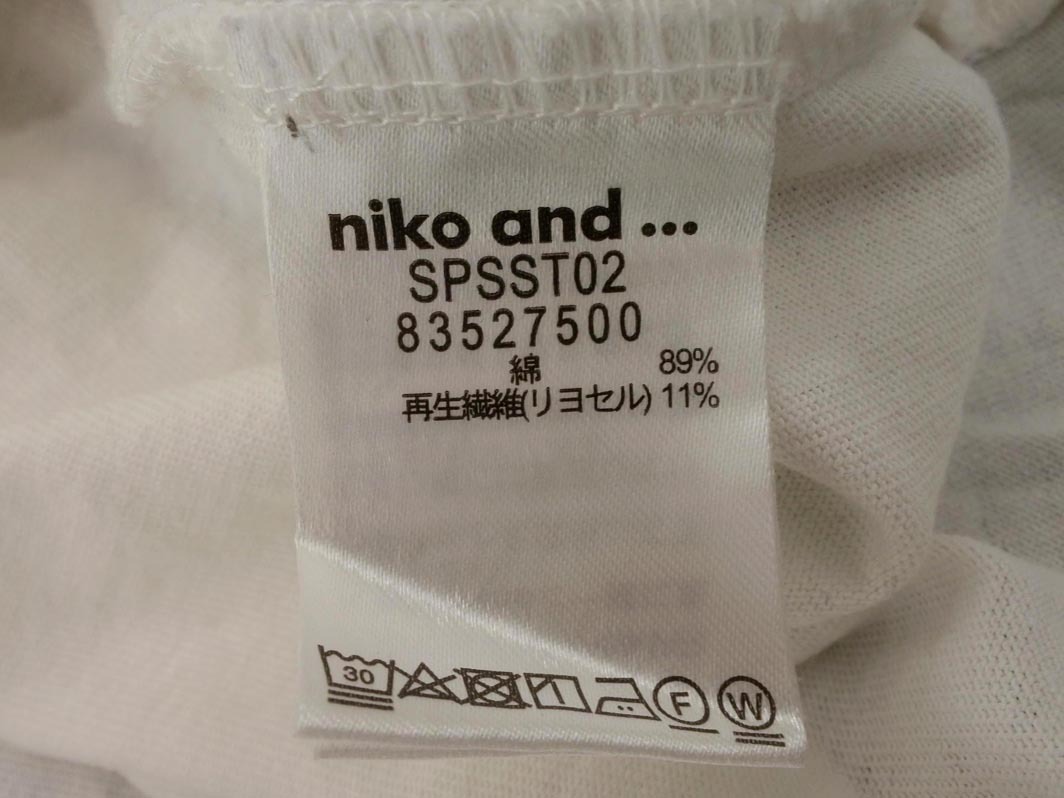 niko and ...
SPSST02
83527500
綿 89%
再生繊維(リヨセル) 11%
30 F W